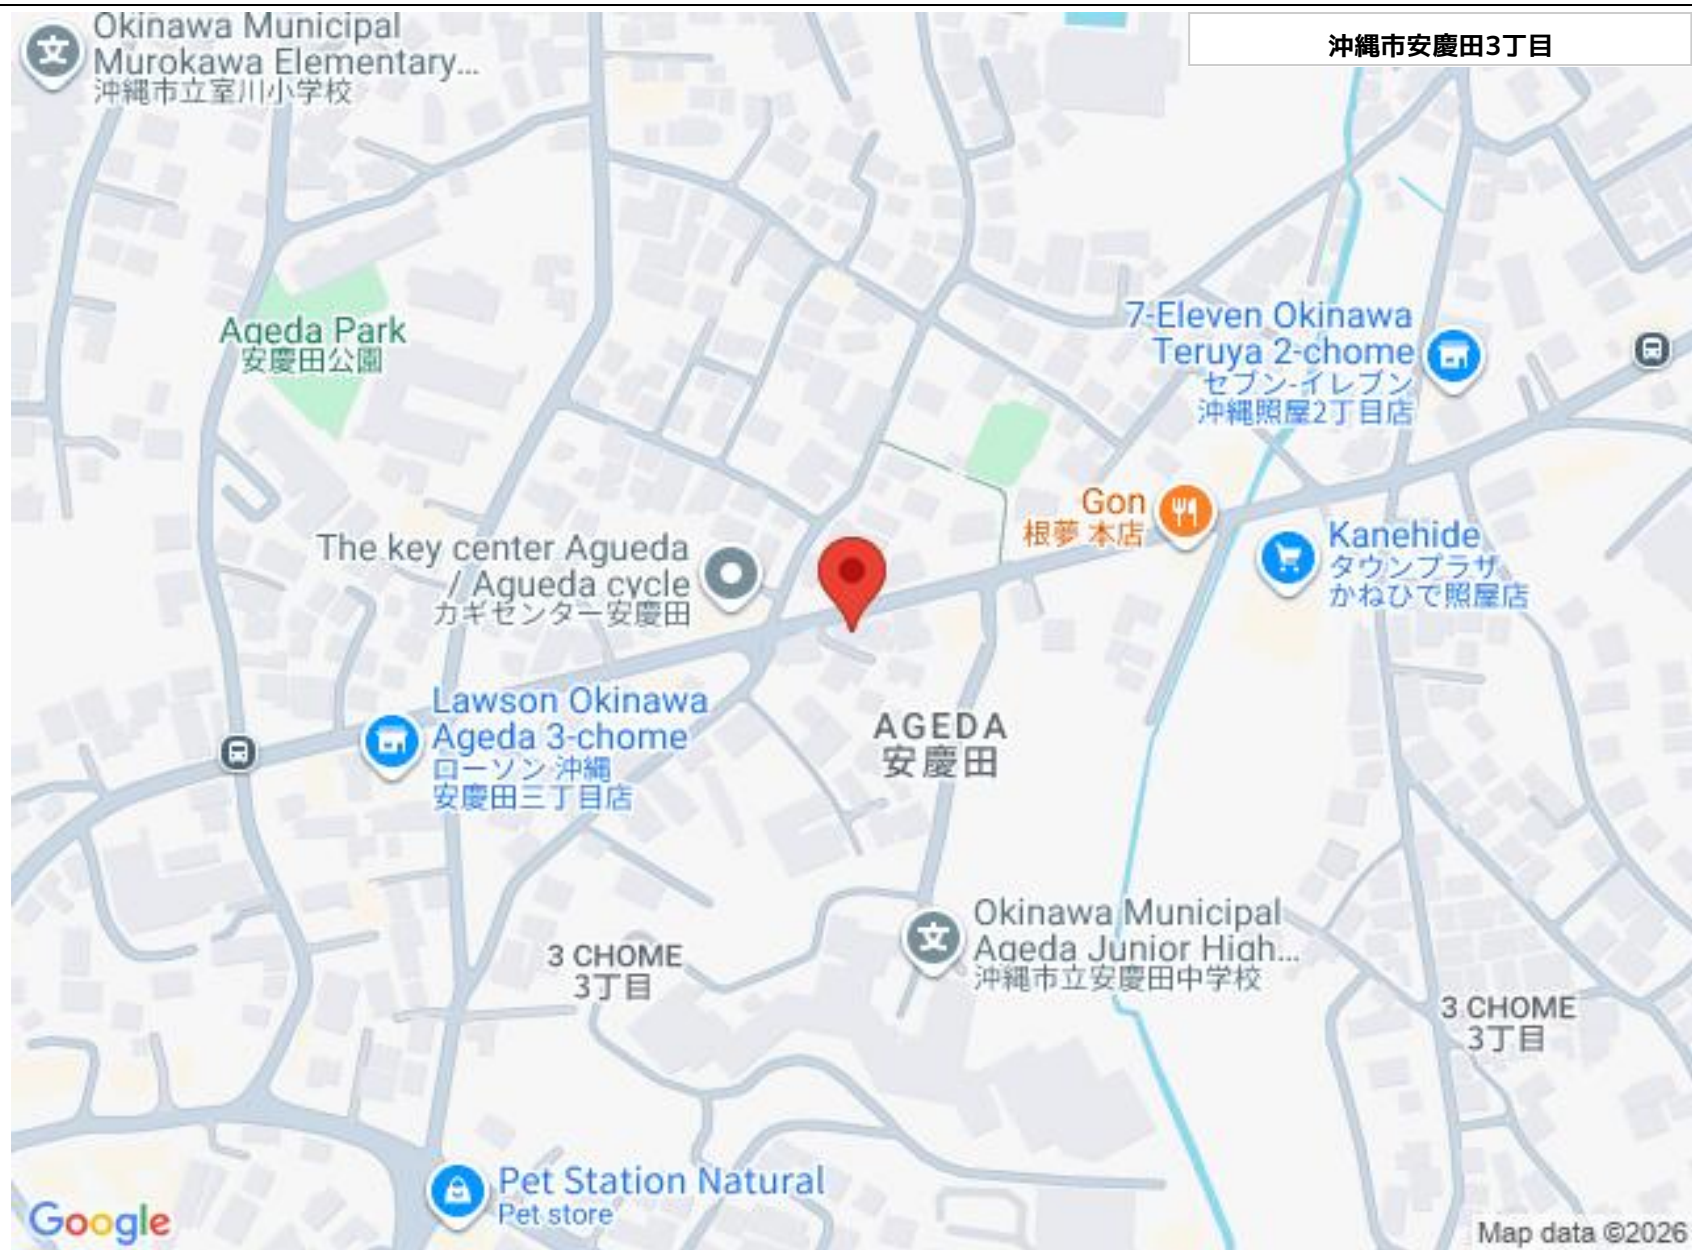 Okinawa Municipal
Murokawa Elementary...
沖縄市立室川小学校
沖縄市安慶田3丁目
Ageda Park
安慶田公園
7-Eleven Okinawa
Teruya 2-chome
セブン-イレブン
沖縄照屋2丁目店
Gon
根夢 本店
Kanehide
タウンプラザ
かねひで照屋店
The key center Agueda
/ Agueda cycle
カギセンター安慶田
Lawson Okinawa
Ageda 3-chome
ローソン 沖縄
安慶田三丁目店
AGEDA
安慶田
Okinawa Municipal
Ageda Junior High...
沖縄市立安慶田中学校
3 CHOME
3丁目
3 CHOME
3丁目
Pet Station Natural
Pet store
Google
Map data ©2026